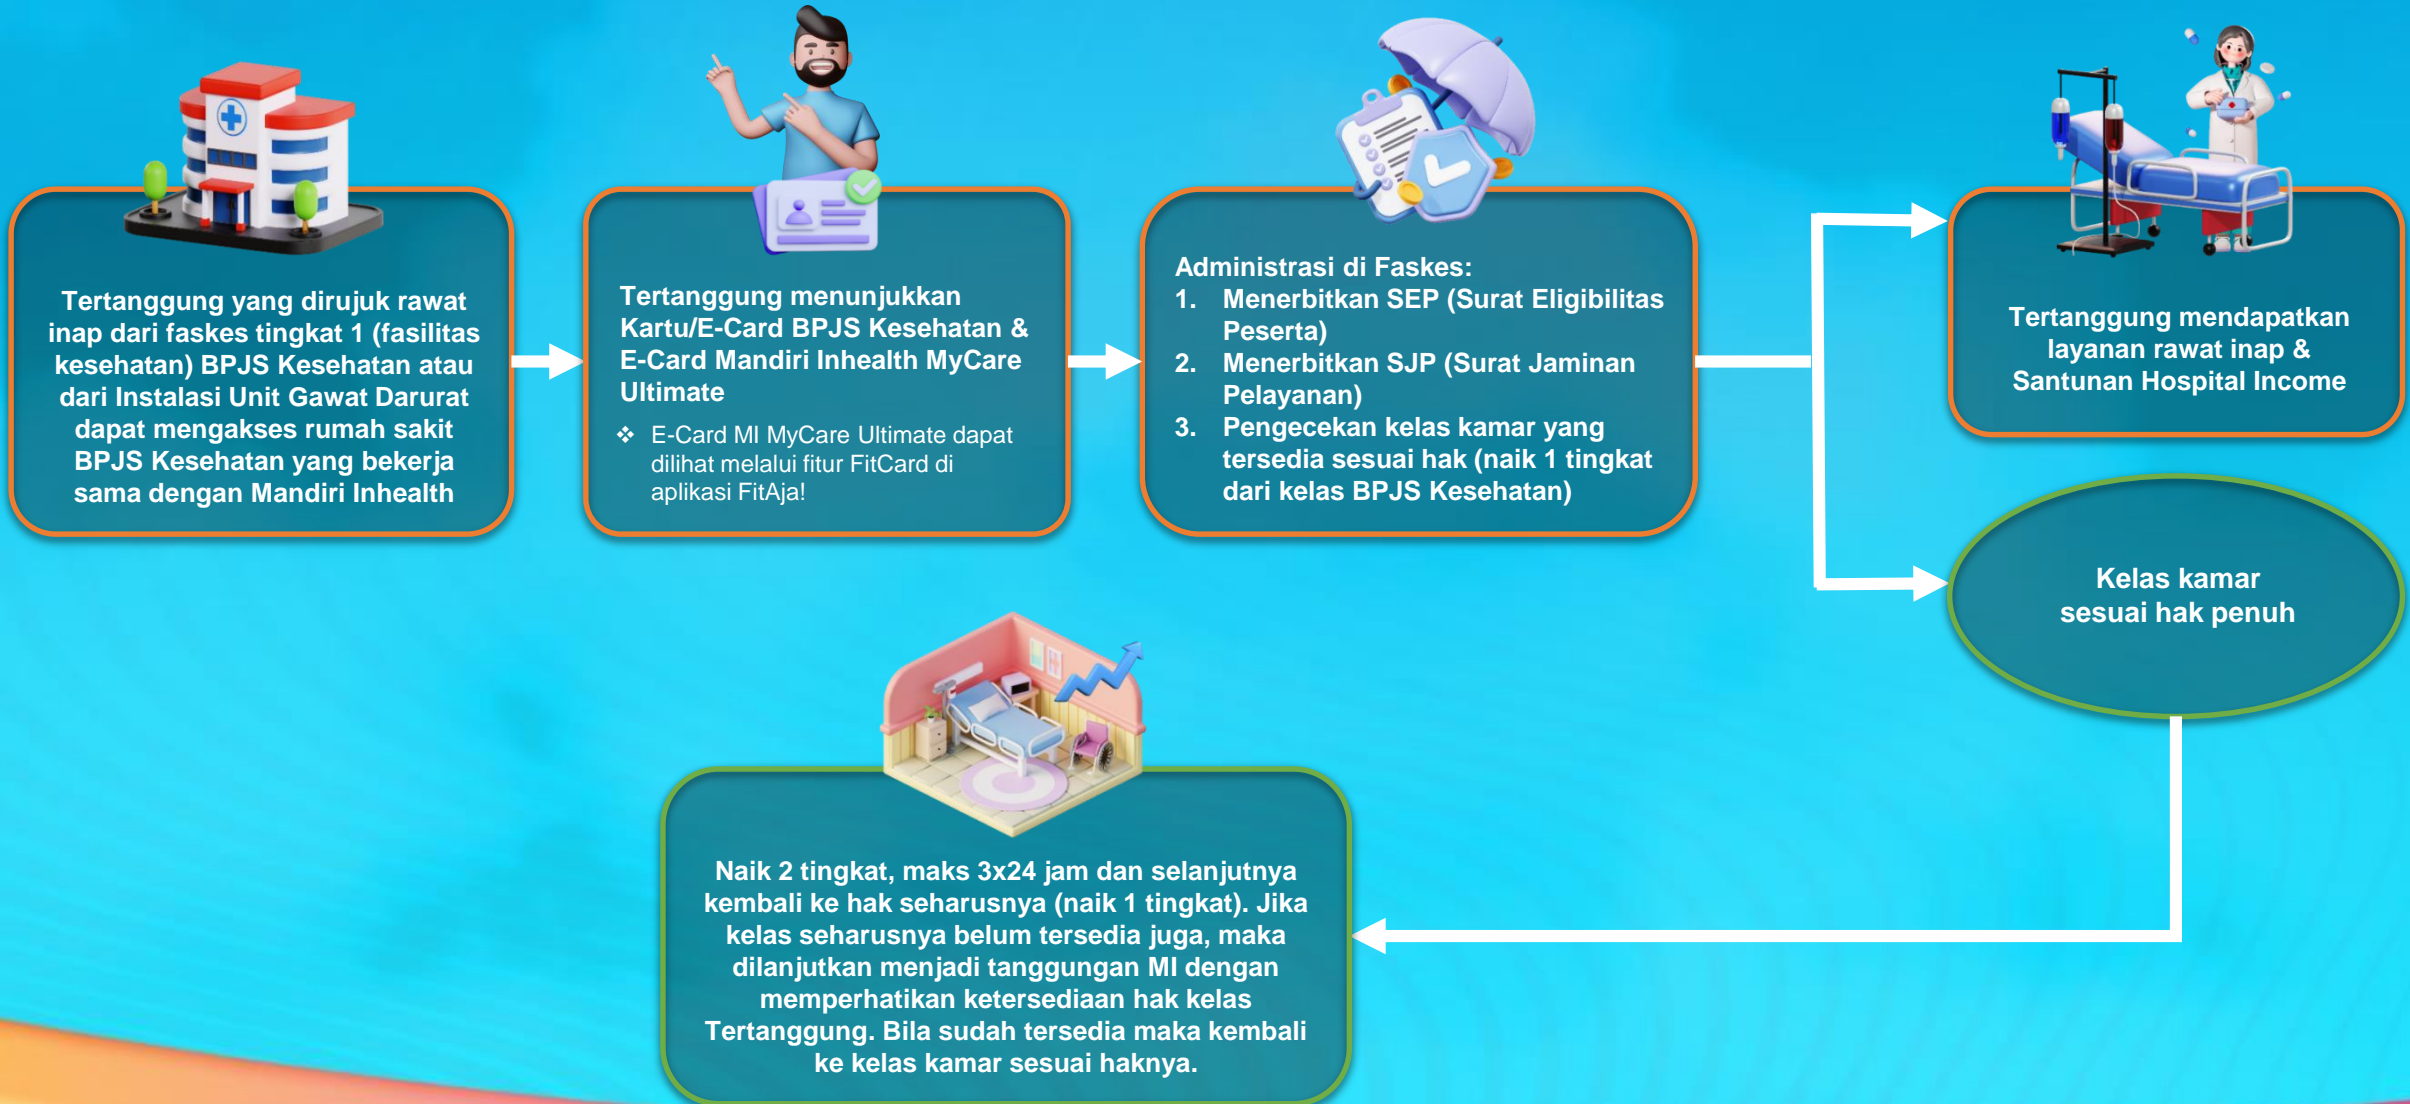 Tertanggung yang dirujuk rawat
inap dari faskes tingkat 1 (fasilitas
kesehatan) BPJS Kesehatan atau
dari Instalasi Unit Gawat Darurat
dapat mengakses rumah sakit
BPJS Kesehatan yang bekerja
sama dengan Mandiri Inhealth
Tertanggung menunjukkan
Kartu/E-Card BPJS Kesehatan &
E-Card Mandiri Inhealth MyCare
Ultimate
❖ E-Card MI MyCare Ultimate dapat
dilihat melalui fitur FitCard di
aplikasi FitAja!
Administrasi di Faskes:
1. Menerbitkan SEP (Surat Eligibilitas
Peserta)
2. Menerbitkan SJP (Surat Jaminan
Pelayanan)
3. Pengecekan kelas kamar yang
tersedia sesuai hak (naik 1 tingkat
dari kelas BPJS Kesehatan)
Tertanggung mendapatkan
layanan rawat inap &
Santunan Hospital Income
Kelas kamar
sesuai hak penuh
Naik 2 tingkat, maks 3x24 jam dan selanjutnya
kembali ke hak seharusnya (naik 1 tingkat). Jika
kelas seharusnya belum tersedia juga, maka
dilanjutkan menjadi tanggungan MI dengan
memperhatikan ketersediaan hak kelas
Tertanggung. Bila sudah tersedia maka kembali
ke kelas kamar sesuai haknya.